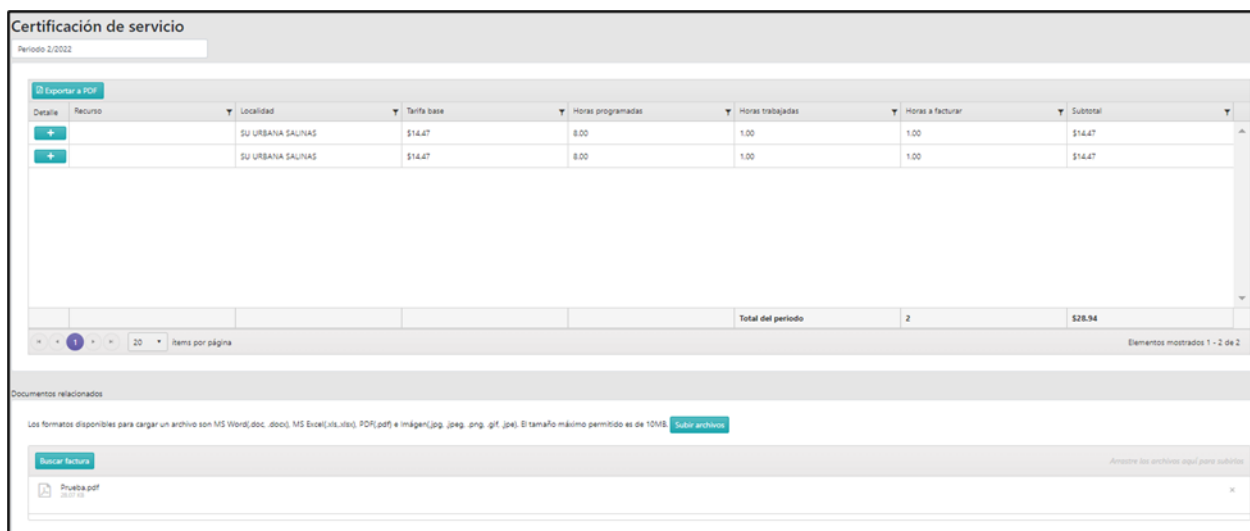 Certificación de servicio
Periodo 2/2022
Exportar a PDF
Detalle Recurso Localidad Tarifa base Horas programadas Horas trabajadas Horas a facturar Subtotal
+ SU URBANA SALINAS $14.47 8.00 1.00 1.00 $14.47
+ SU URBANA SALINAS $14.47 8.00 1.00 1.00 $14.47
Total del periodo 2 $28.94
1 20 ítems por página Elementos mostrados 1 - 2 de 2
Documentos relacionados
Los formatos disponibles para cargar un archivo son MS Word(.doc, .docx), MS Excel(.xls,.xlsx), PDF(.pdf) e Imágen(.jpg, .jpeg, .png, .gif, .jpe). El tamaño máximo permitido es de 10MB. Subir archivos
Buscar factura Arrastre los archivos aquí para subirlos
Prueba.pdf